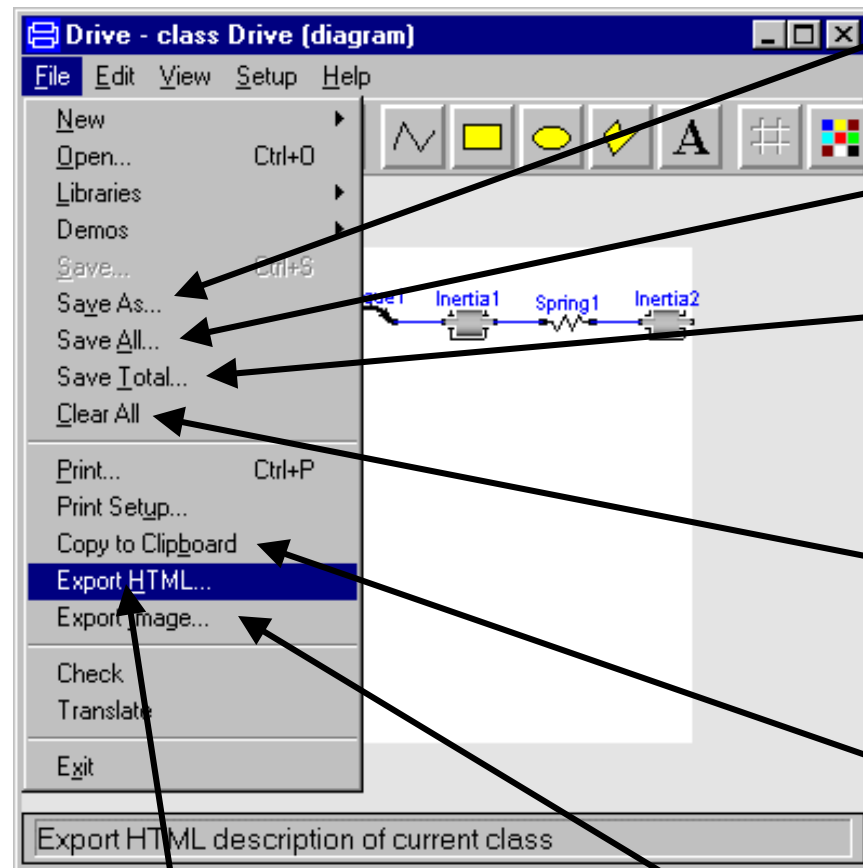 Drive - class Drive (diagram)
File Edit View Setup Help
New
Open... Ctrl+O
Libraries
Demos
Save... Ctrl+S
Save As...
Save All...
Save Total...
Clear All
Print... Ctrl+P
Print Setup...
Copy to Clipboard
Export HTML...
Export Image...
Check
Translate
Exit
A
Inertia1 Spring1 Inertia2
Export HTML description of current class